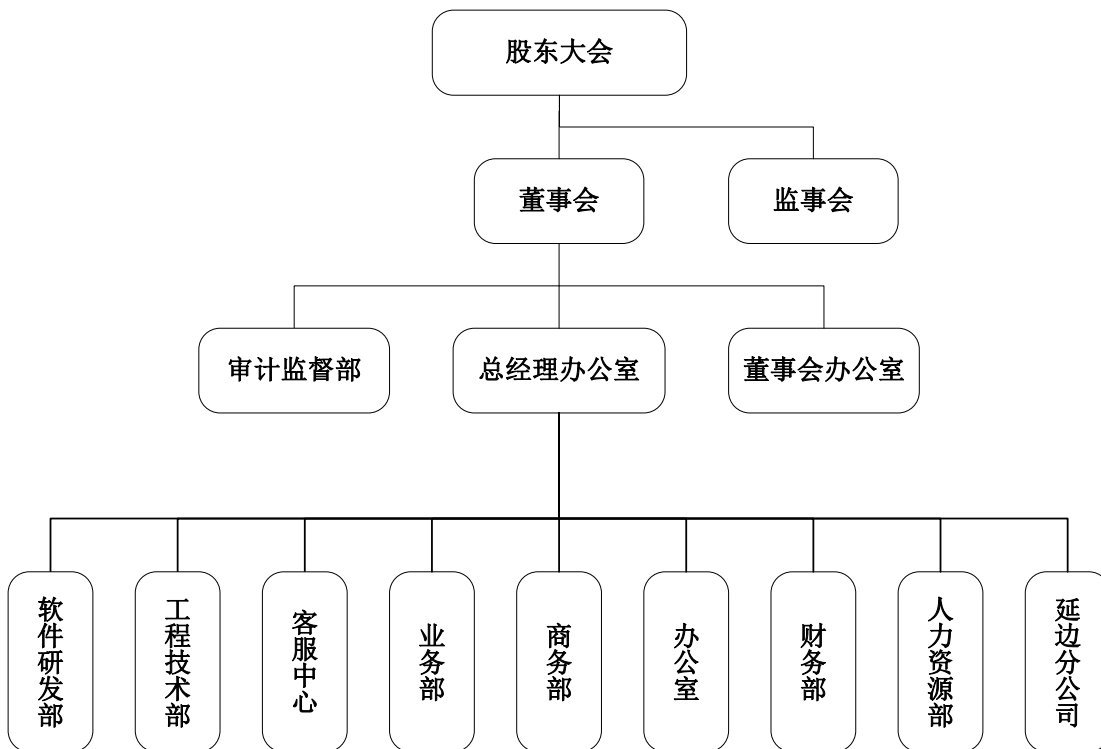 股东大会
董事会
监事会
审计监督部
总经理办公室
董事会办公室
软件研发部
工程技术部
客服中心
业务部
商务部
办公室
财务部
人力资源部
延边分公司